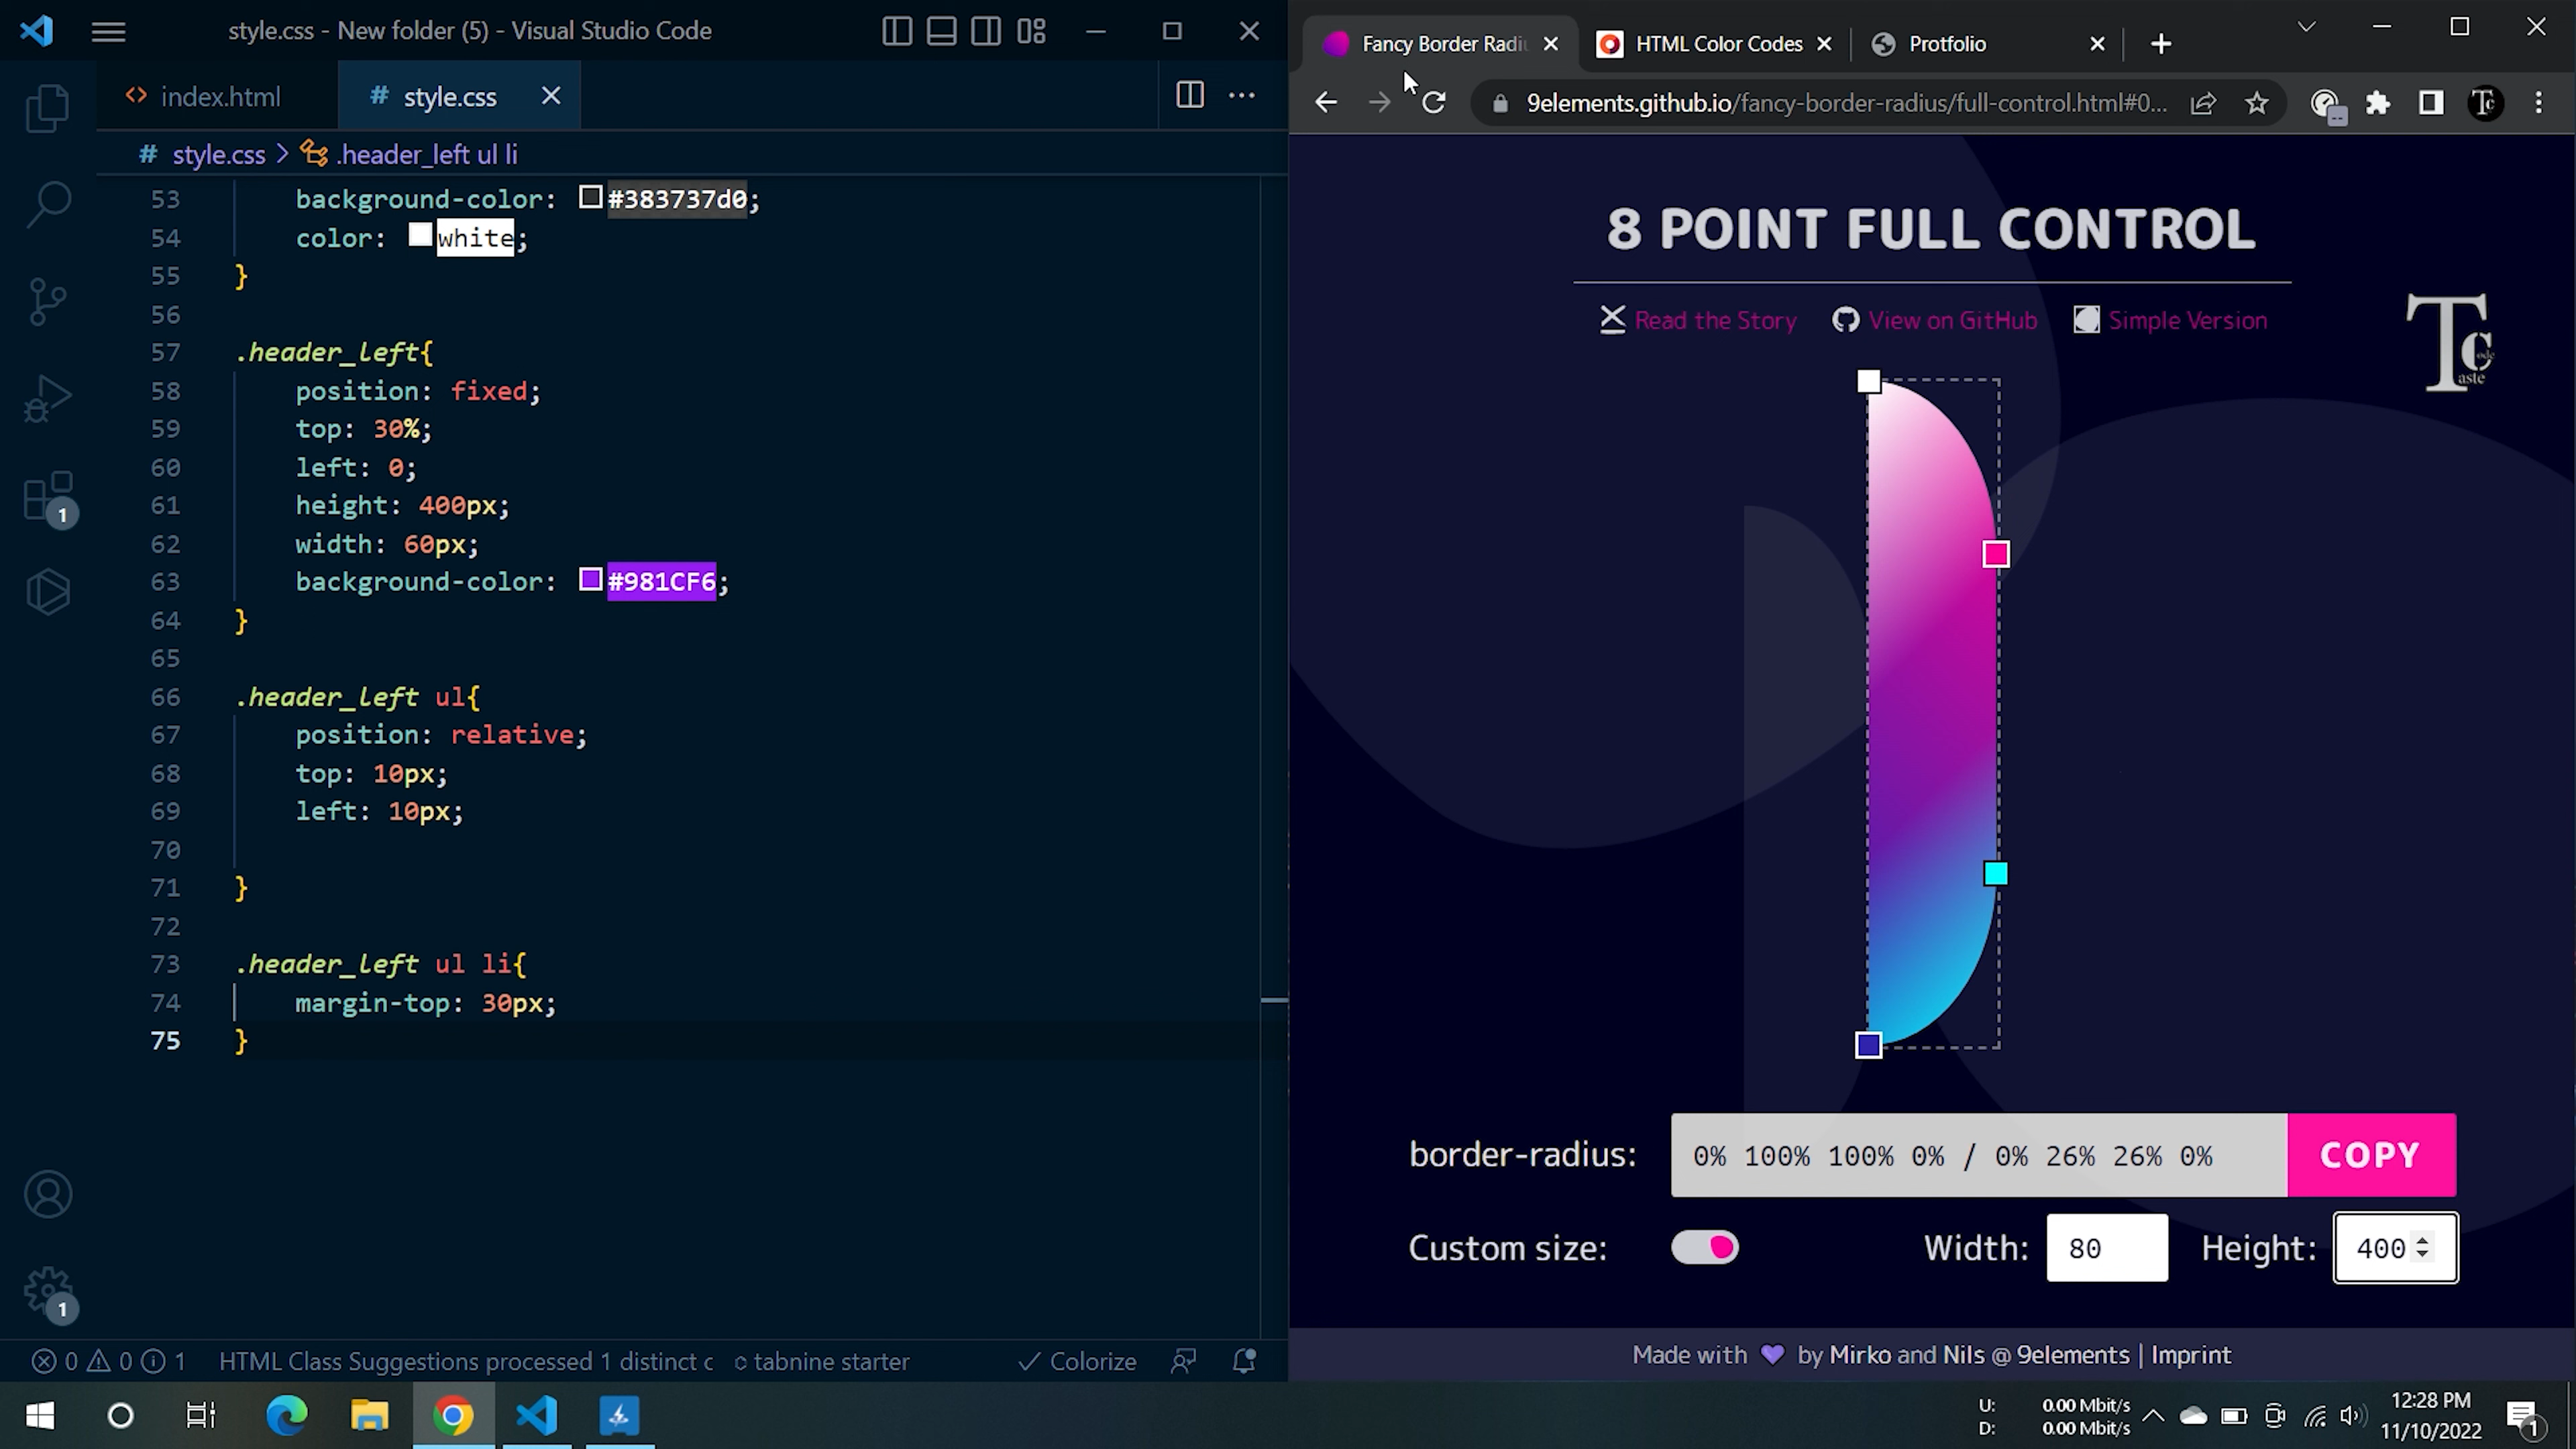 style.css - New folder (5) - Visual Studio Code
index.html
# style.css
# style.css > .header_left ul li
53 background-color: #383737d0;
54 color: white;
55 }
56
57 .header_left{
58 position: fixed;
59 top: 30%;
60 left: 0;
61 height: 400px;
62 width: 60px;
63 background-color: #981CF6;
64 }
65
66 .header_left ul{
67 position: relative;
68 top: 10px;
69 left: 10px;
70
71 }
72
73 .header_left ul li{
74 margin-top: 30px;
75 }
1
1
0 0 1 HTML Class Suggestions processed 1 distinct c tabnine starter Colorize
Fancy Border Radiu
HTML Color Codes
Protfolio
9elements.github.io/fancy-border-radius/full-control.html#0...
Tc
8 POINT FULL CONTROL
Read the Story View on GitHub Simple Version
Taste
Code
border-radius: 0% 100% 100% 0% / 0% 26% 26% 0% COPY
Custom size: Width: 80 Height: 400
Made with by Mirko and Nils @ 9elements | Imprint
U: 0.00 Mbit/s
D: 0.00 Mbit/s
12:28 PM
11/10/2022
1